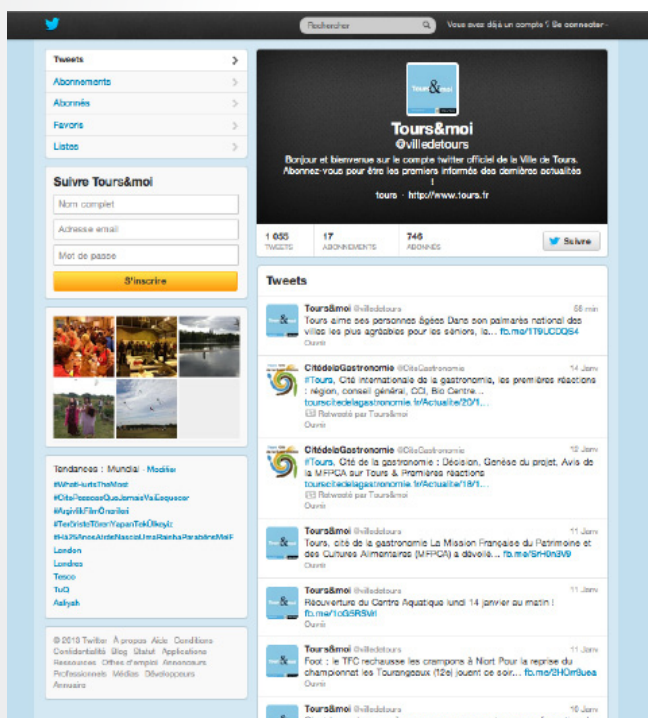 Rechercher
Vous avez déjà un compte ? Se connecter
Tweets
Abonnements
Abonnés
Favoris
Listes
Suivre Tours&moi
Nom complet
Adresse email
Mot de passe
S'inscrire
Tendances : Mondial · Modifier
#WhatHurtsTheMost
#CitePessoasQueJamaisVaiEsquecer
London
Londres
Tesco
TuQ
Aaliyah
© 2013 Twitter À propos Aide Conditions
Confidentialité Blog Statut Applications
Ressources Offres d'emploi Annonceurs
Professionnels Médias Développeurs
Annuaire
Tours&moi
Tours&moi
@villedetours
Bonjour et bienvenue sur le compte twitter officiel de la Ville de Tours.
Abonnez-vous pour être les premiers informés des dernières actualités
!
tours · http://www.tours.fr
1 055 TWEETS
17 ABONNEMENTS
746 ABONNÉS
Suivre
Tweets
Tours&moi @villedetours 56 min
Tours aime ses personnes âgées Dans son palmarès national des
villes les plus agréables pour les séniors, le... fb.me/1T9UCDQS4
Ouvrir
CitédelaGastronomie @CiteGastronomie 14 Janv
#Tours, Cité internationale de la gastronomie, les premières réactions
: région, conseil général, CCI, Bio Centre...
tourscitedelagastronomie.fr/Actualite/20/1...
Retweeté par Tours&moi
Ouvrir
CitédelaGastronomie @CiteGastronomie 12 Janv
#Tours, Cité de la gastronomie : Décision, Genèse du projet, Avis de
la MFPCA sur Tours & Premières réactions
tourscitedelagastronomie.fr/Actualite/18/1...
Retweeté par Tours&moi
Ouvrir
Tours&moi @villedetours 11 Janv
Tours, cité de la gastronomie La Mission Française du Patrimoine et
des Cultures Alimentaires (MFPCA) a dévoilé... fb.me/SrH0n3V9
Ouvrir
Tours&moi @villedetours 11 Janv
Réouverture du Centre Aquatique lundi 14 janvier au matin !
fb.me/1oG5R5Vrl
Ouvrir
Tours&moi @villedetours 11 Janv
Foot : le TFC rechausse les crampons à Niort Pour la reprise du
championnat les Tourangeaux (12e) jouent ce soir... fb.me/2HOm9uea
Ouvrir
Tours&moi @villedetours 10 Janv